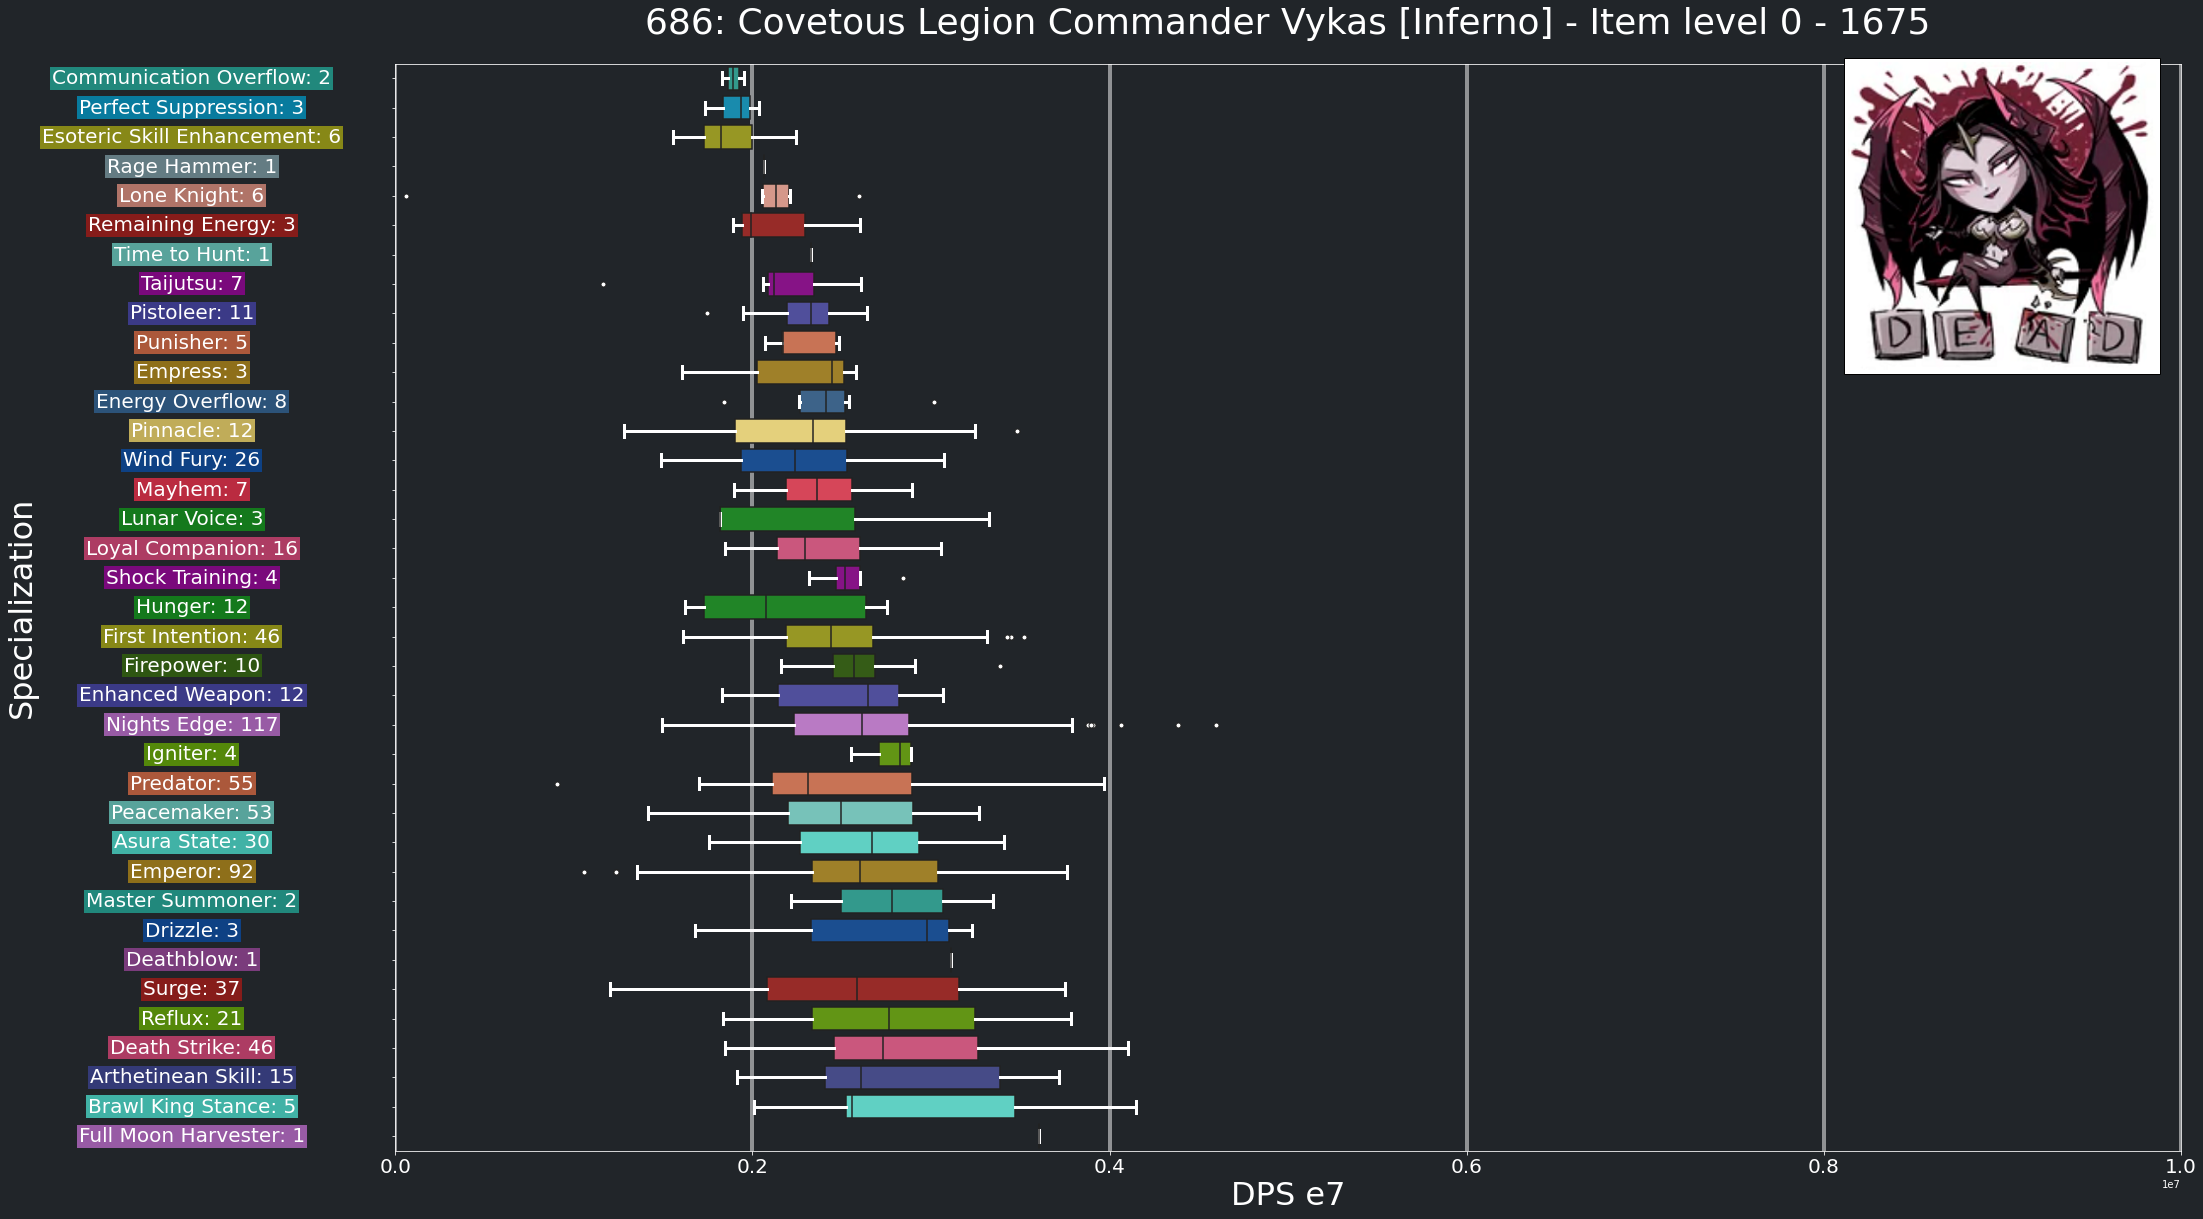 686: Covetous Legion Commander Vykas [Inferno] - Item level 0 - 1675
Communication Overflow: 2
Perfect Suppression: 3
Esoteric Skill Enhancement: 6
Rage Hammer: 1
Lone Knight: 6
Remaining Energy: 3
Time to Hunt: 1
Taijutsu: 7
Pistoleer: 11
Punisher: 5
Empress: 3
Energy Overflow: 8
Pinnacle: 12
Wind Fury: 26
Mayhem: 7
Lunar Voice: 3
Loyal Companion: 16
Shock Training: 4
Hunger: 12
First Intention: 46
Firepower: 10
Enhanced Weapon: 12
Nights Edge: 117
Igniter: 4
Predator: 55
Peacemaker: 53
Asura State: 30
Emperor: 92
Master Summoner: 2
Drizzle: 3
Deathblow: 1
Surge: 37
Reflux: 21
Death Strike: 46
Arthetinean Skill: 15
Brawl King Stance: 5
Full Moon Harvester: 1
Specialization
D E A D
0.0 0.2 0.4 0.6 0.8 1.0
1e7
DPS e7